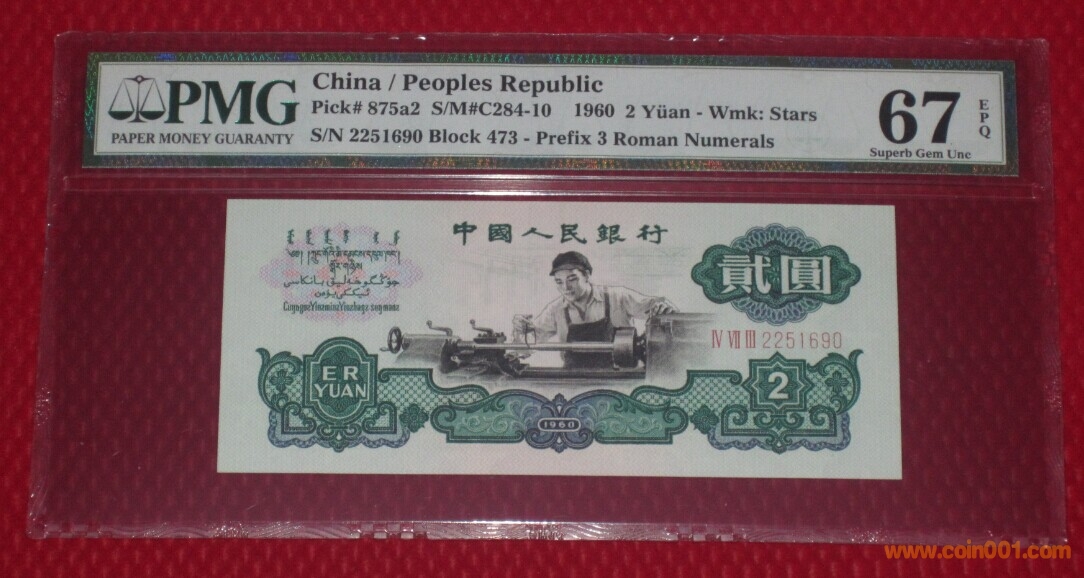 PMG
PAPER MONEY GUARANTY
China / Peoples Republic
Pick# 875a2 S/M#C284-10 1960 2 Yüan - Wmk: Stars
S/N 2251690 Block 473 - Prefix 3 Roman Numerals
67
EPQ
Superb Gem Unc
中國人民銀行
貳圓
IV VII III 2251690
ER
YUAN
2
1960
www.coin001.com